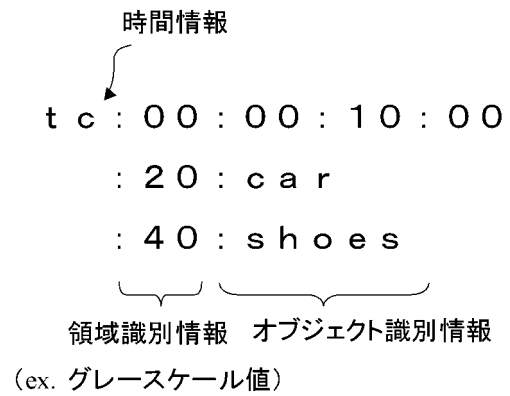 時間情報
ｔｃ：００：００：１０：００
：２０：ｃａｒ
：４０：ｓｈｏｅｓ
領域識別情報 オブジェクト識別情報
（ex. グレースケール値）